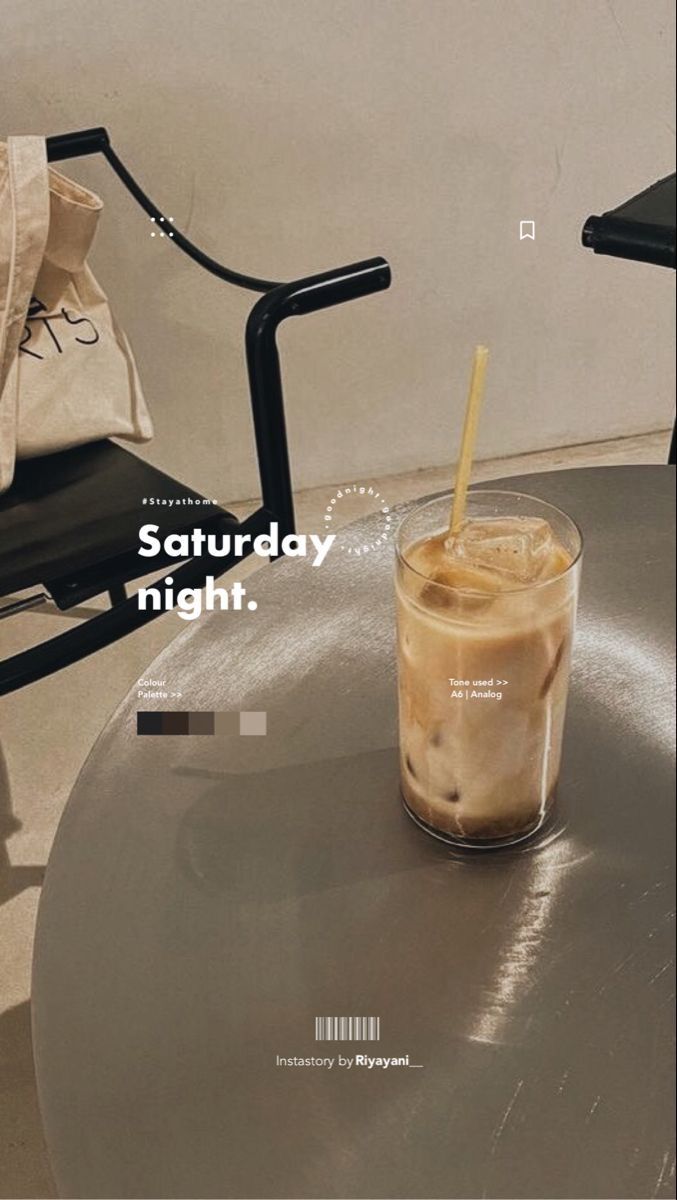 RTS
#Stayathome
goodnight • goodnight •
Saturday
night.
Colour
Palette >>
Tone used >>
A6 | Analog
Instastory by Riyayani__